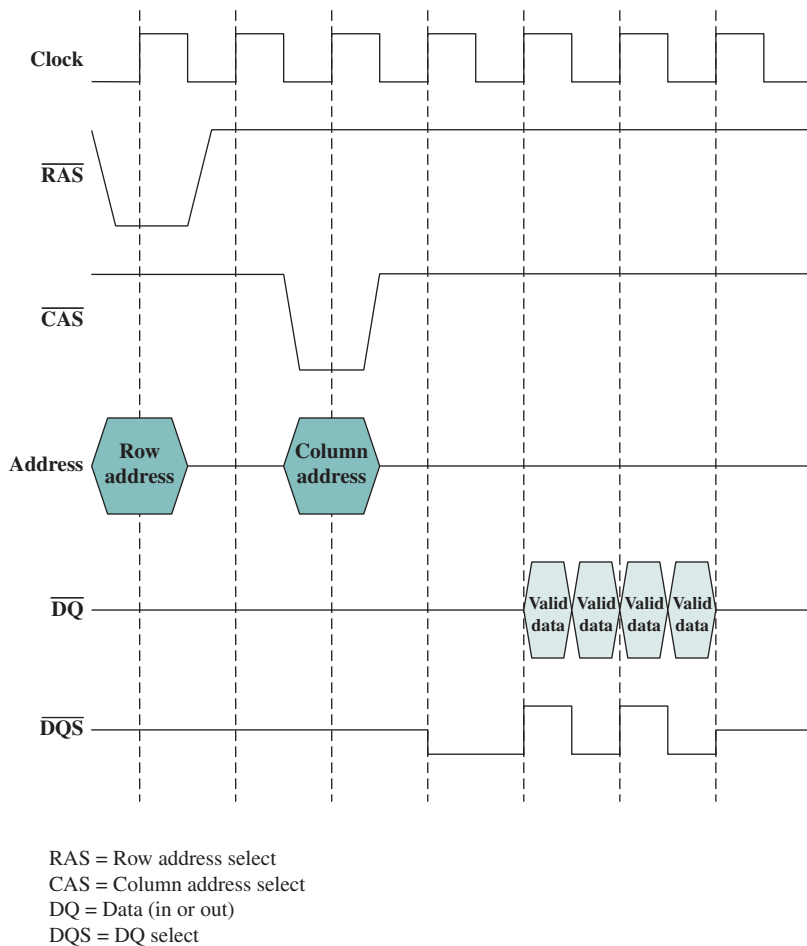 Clock
RAS
CAS
Row
address
Column
address
Address
DQ
Valid
data
Valid
data
Valid
data
Valid
data
DQS
RAS = Row address select
CAS = Column address select
DQ = Data (in or out)
DQS = DQ select